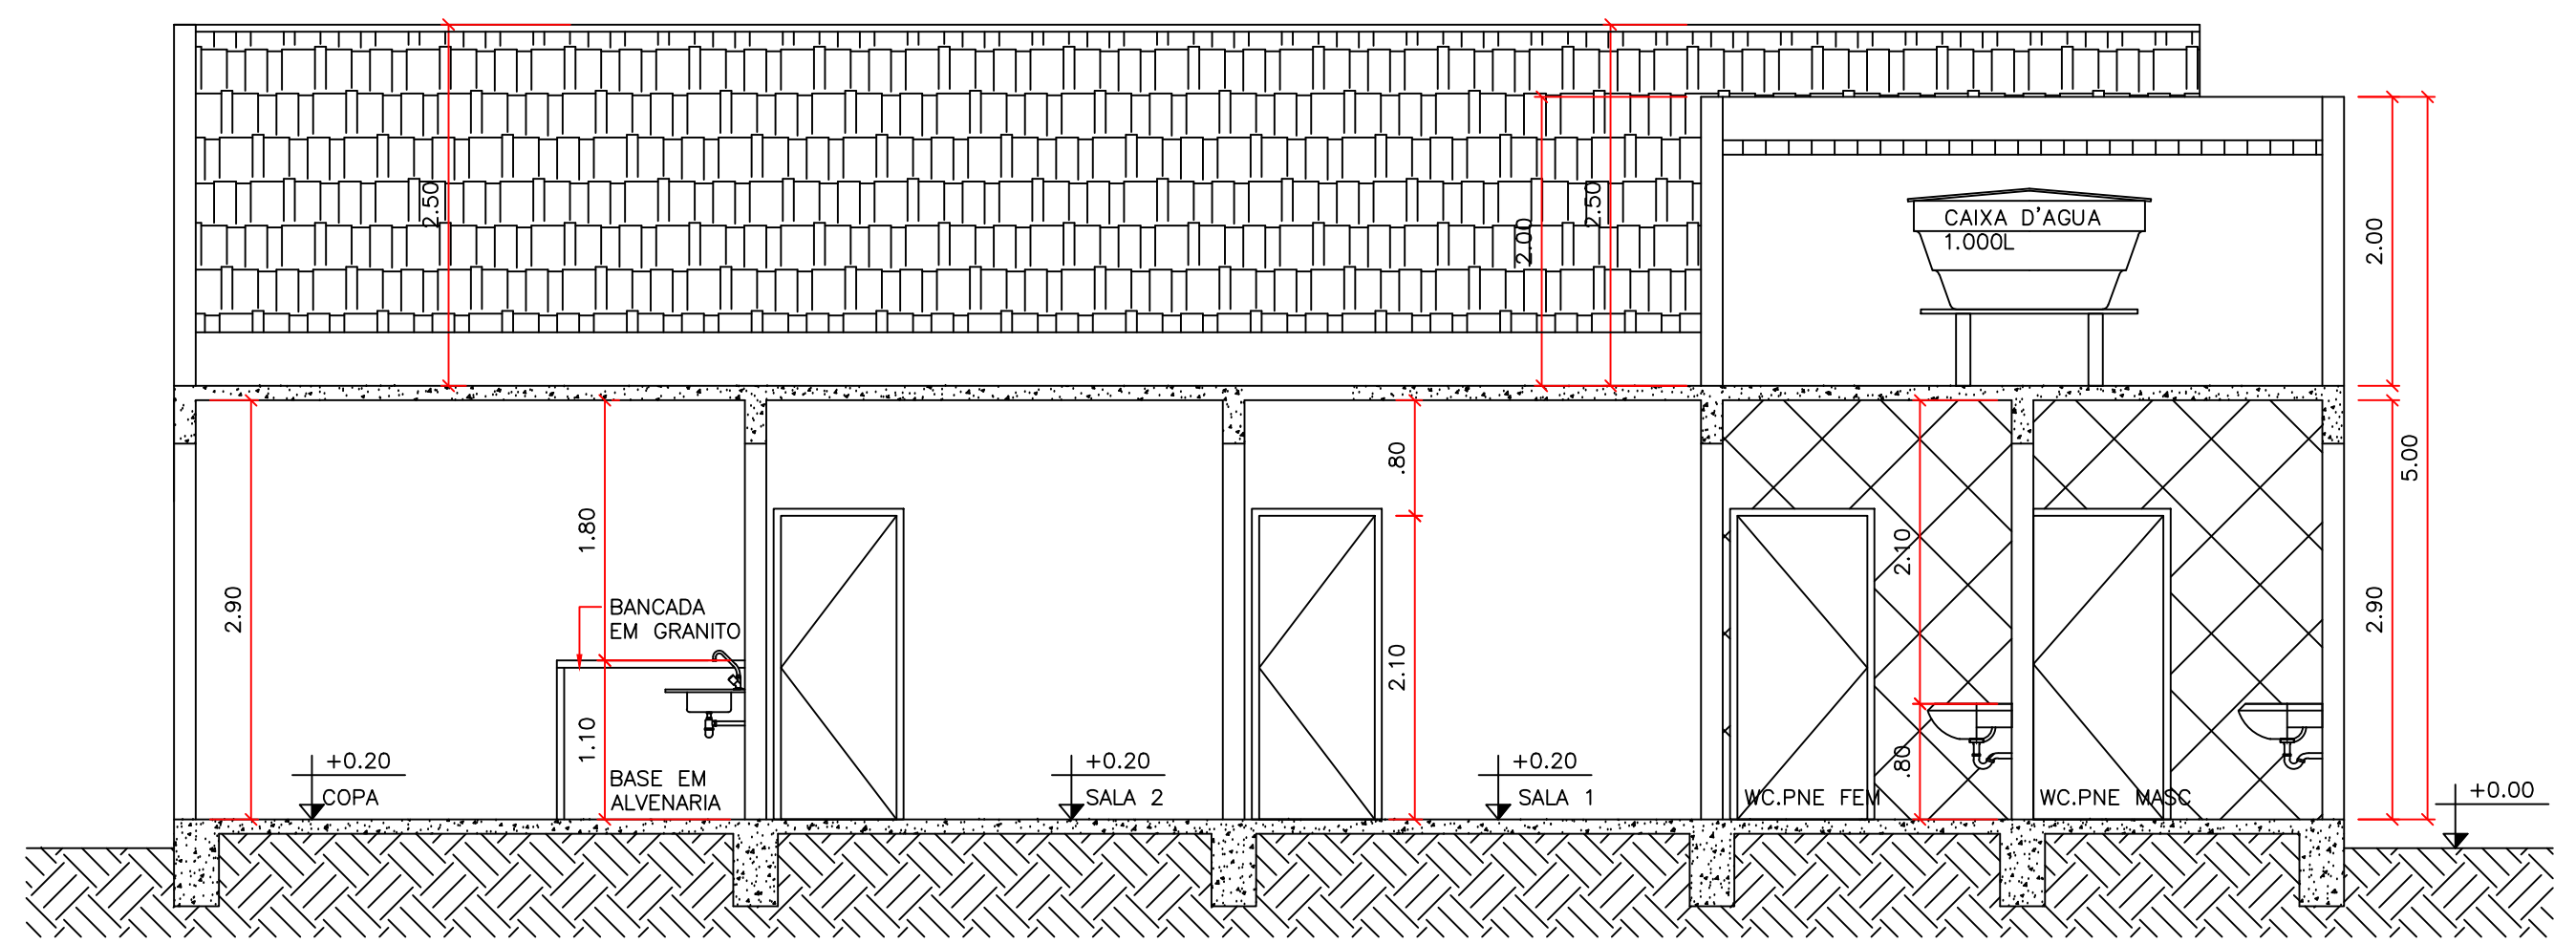 2.50
2.50
2.00
CAIXA D'AGUA
1.000L
2.00
5.00
2.90
1.80
.80
2.10
2.90
BANCADA
EM GRANITO
2.10
1.10
.80
BASE EM
ALVENARIA
+0.20
COPA
+0.20
SALA 2
+0.20
SALA 1
WC.PNE FEM
WC.PNE MASC
+0.00